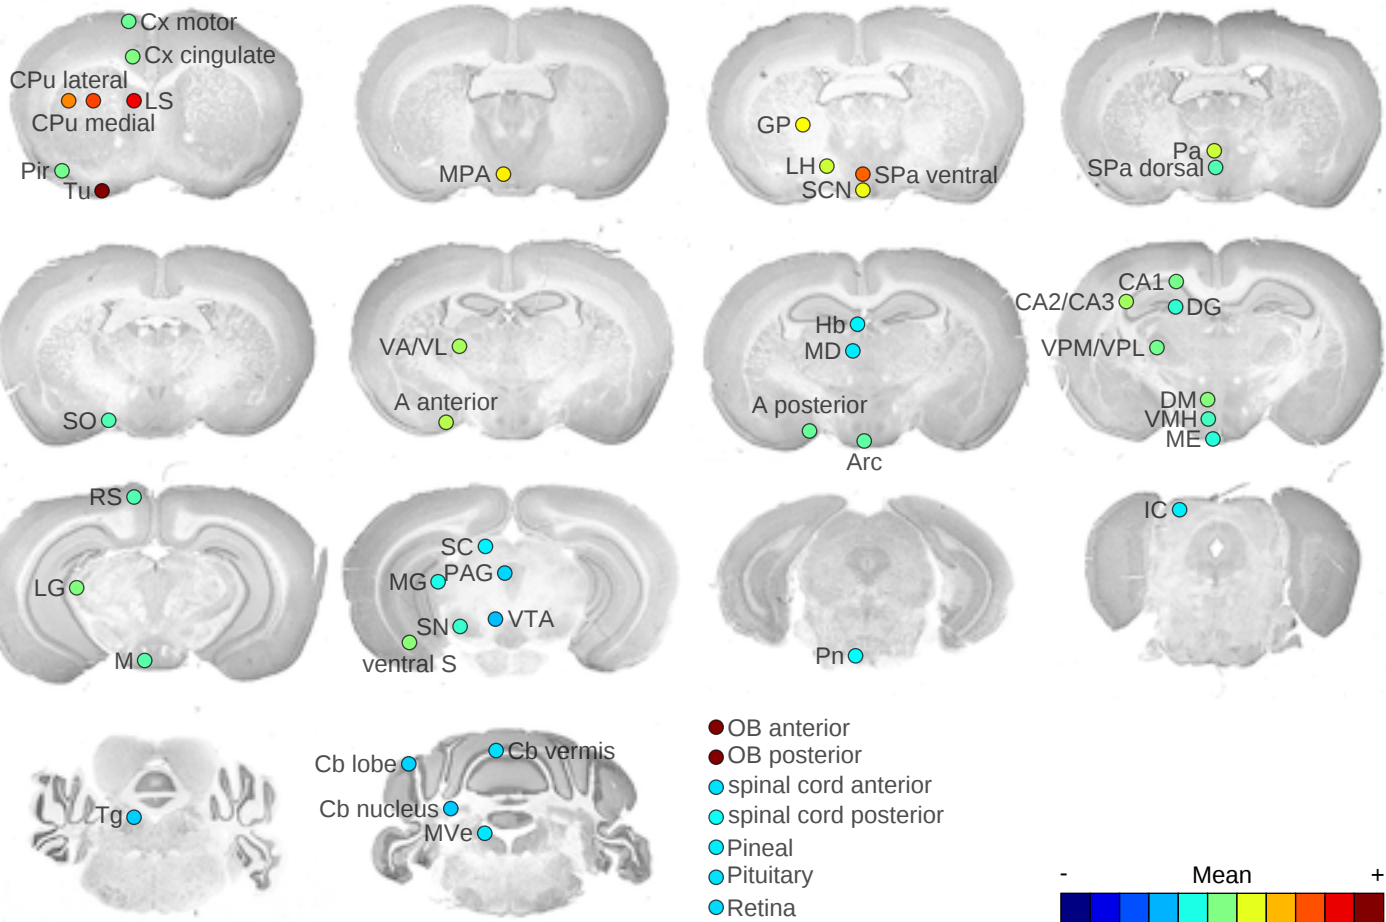 Cx motor
Cx cingulate
CPu lateral
LS
CPu medial
Pir
Tu
MPA
GP
LH
SPa ventral
SCN
Pa
SPa dorsal
SO
VA/VL
A anterior
Hb
MD
A posterior
Arc
CA1
CA2/CA3
DG
VPM/VPL
DM
VMH
ME
RS
LG
M
SC
PAG
MG
VTA
SN
ventral S
Pn
IC
Tg
Cb vermis
Cb lobe
Cb nucleus
MVe
OB anterior
OB posterior
spinal cord anterior
spinal cord posterior
Pineal
Pituitary
Retina
- Mean +